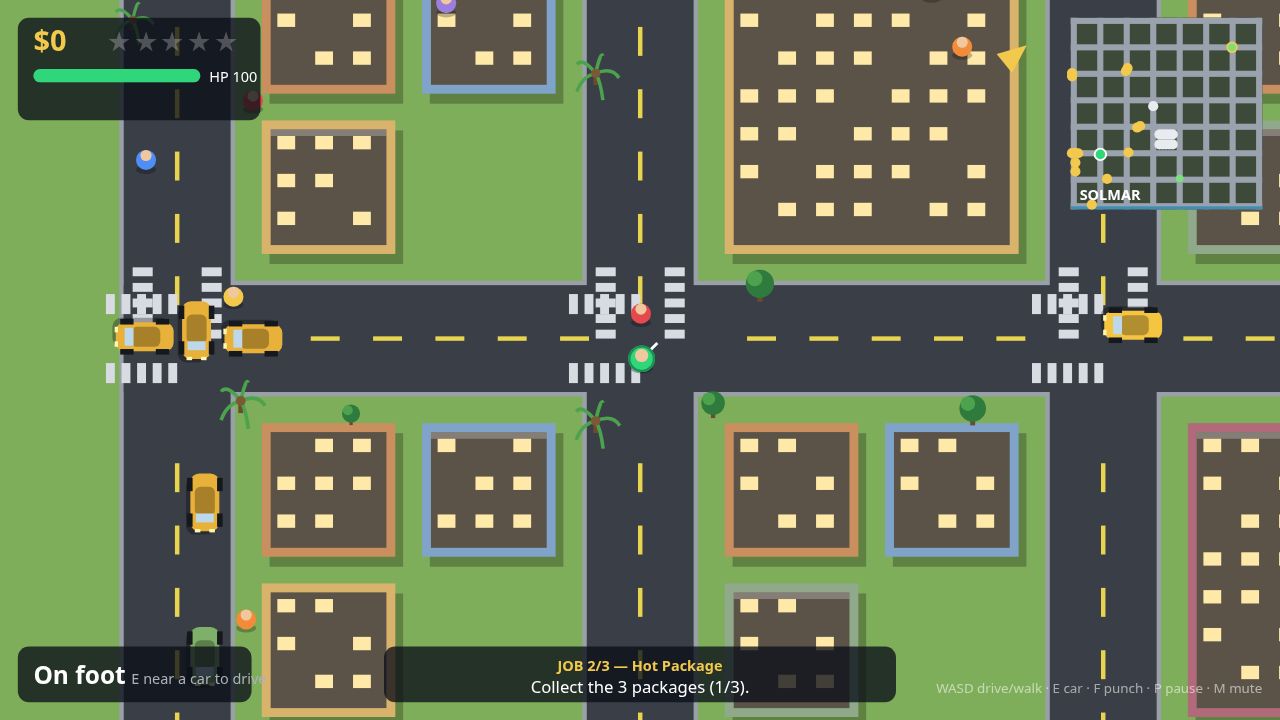 $0 ★★★★★
HP 100
SOLMAR
On foot E near a car to drive
JOB 2/3 — Hot Package
Collect the 3 packages (1/3).
WASD drive/walk · E car · F punch · P pause · M mute